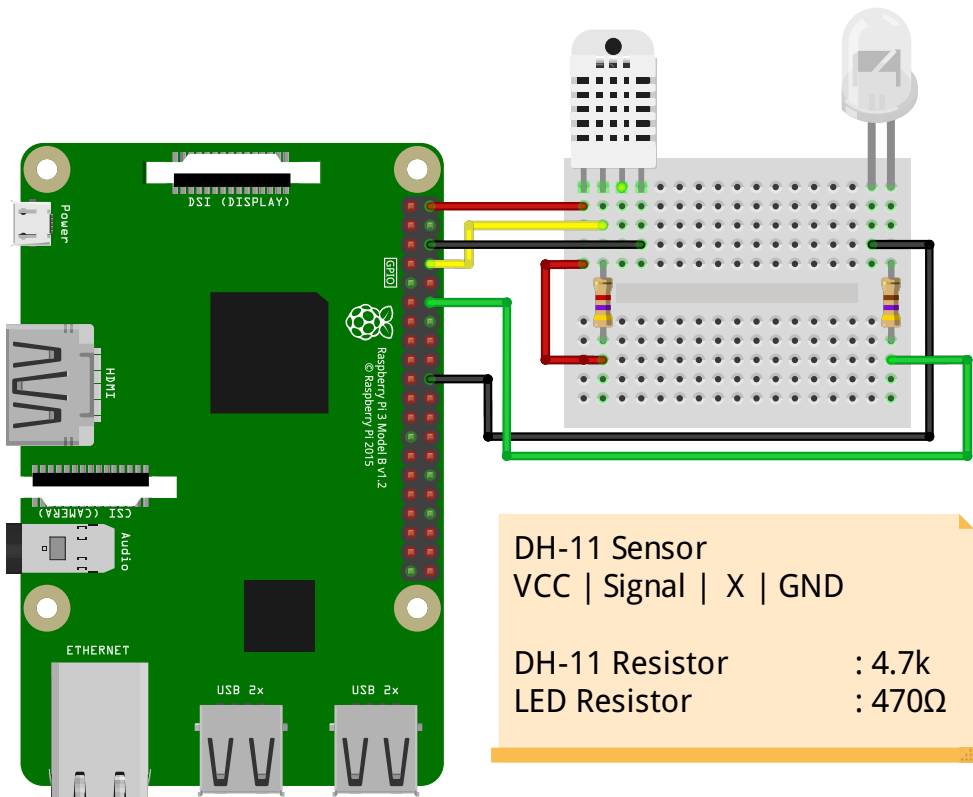 DSI (DISPLAY)
Power
GPIO
HDMI
Raspberry Pi 3 Model B v1.2
© Raspberry Pi 2015
CSI (CAMERA)
Audio
ETHERNET
USB 2x
USB 2x
DH-11 Sensor
VCC | Signal | X | GND
DH-11 Resistor : 4.7k
LED Resistor : 470Ω